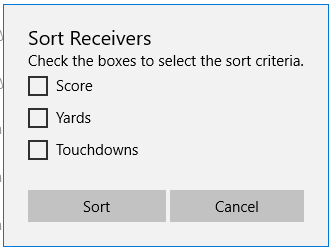 Sort Receivers
Check the boxes to select the sort criteria.
Score
Yards
Touchdowns
Sort Cancel